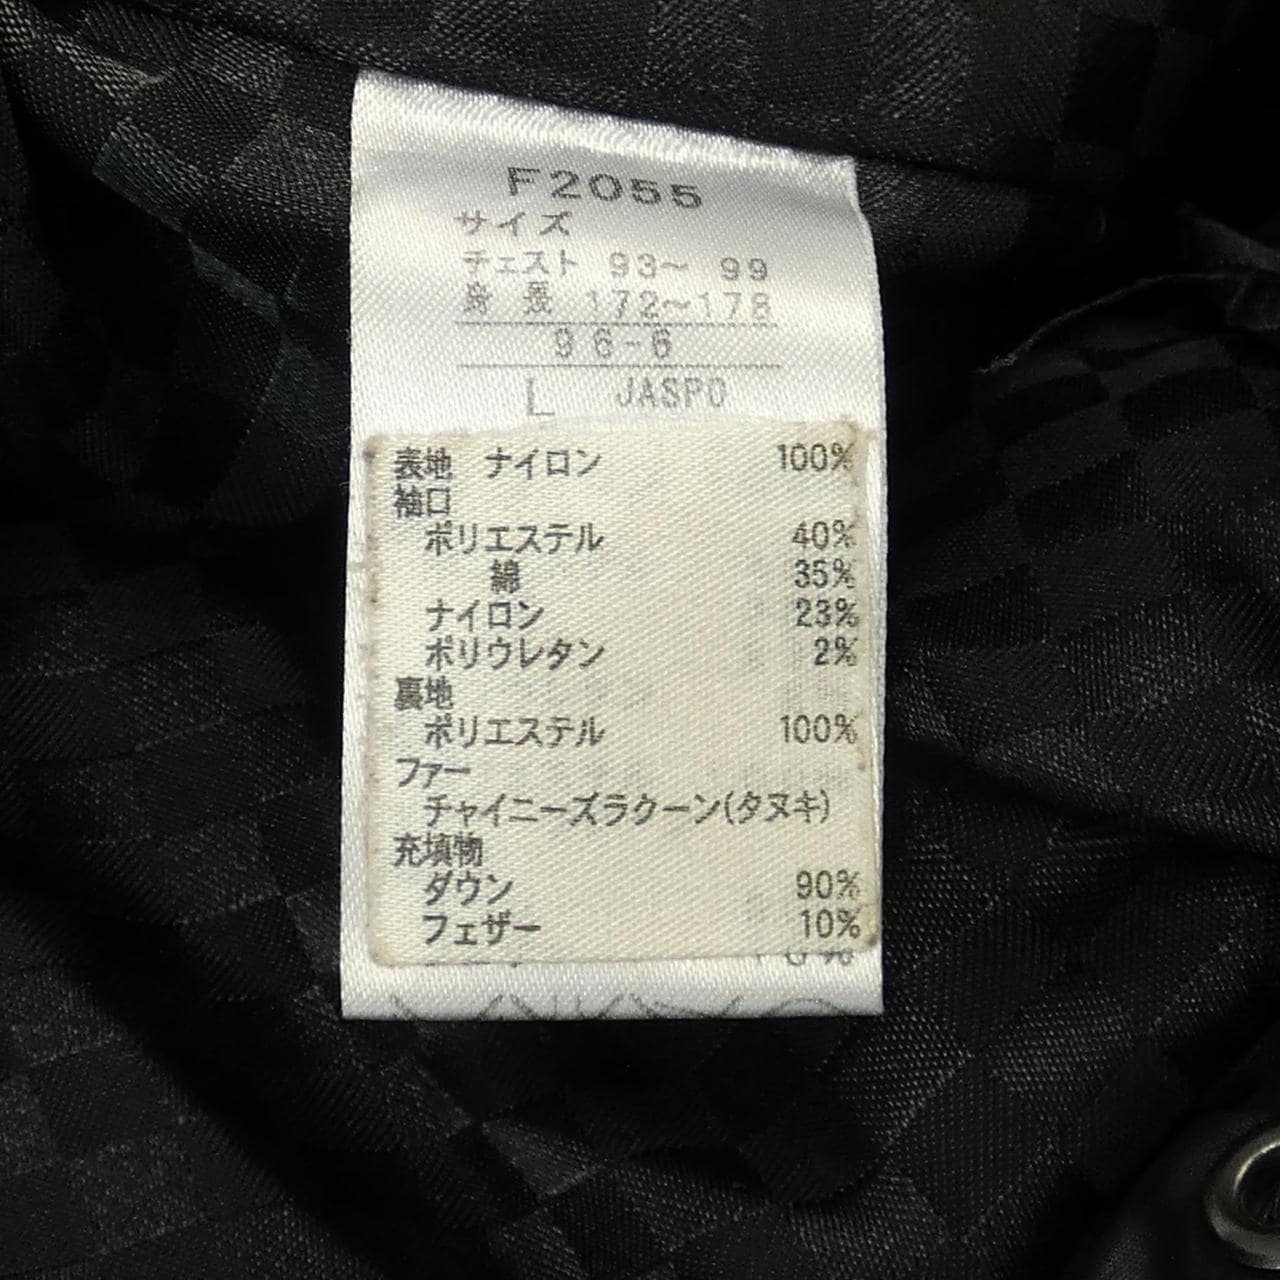 F2055
サイズ
チェスト 93〜 99
身 長 172〜178
96-6
L JASPO
表地 ナイロン 100%
袖口
ポリエステル 40%
綿 35%
ナイロン 23%
ポリウレタン 2%
裏地
ポリエステル 100%
ファー
チャイニーズラクーン(タヌキ)
充填物
ダウン 90%
フェザー 10%